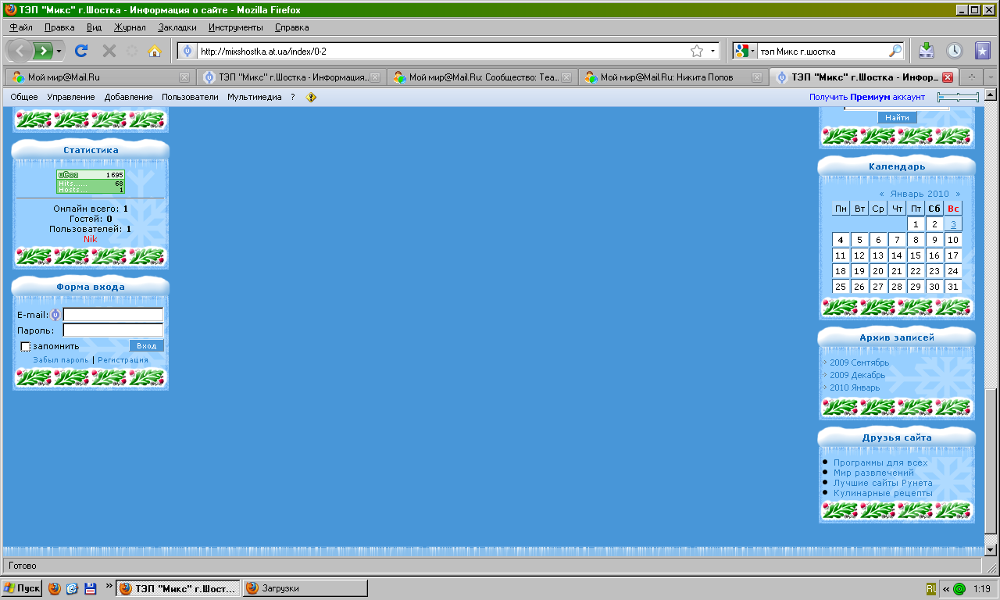 ТЭП "Микс" г.Шостка - Информация о сайте - Mozilla Firefox
Файл Правка Вид Журнал Закладки Инструменты Справка
http://mixshostka.at.ua/index/0-2
тэп Микс г.шостка
Мой мир@Mail.Ru
ТЭП "Микс" г.Шостка - Информация...
Мой мир@Mail.Ru: Сообщество: Теа...
Мой мир@Mail.Ru: Никита Попов
ТЭП "Микс" г.Шостка - Инфор...
Общее Управление Добавление Пользователи Мультимедиа ?
Получить Премиум аккаунт
Статистика
uCoz 1695
Hits...... 68
Hosts... 1
Онлайн всего: 1
Гостей: 0
Пользователей: 1
Nik
Форма входа
E-mail:
Пароль:
запомнить Вход
Забыл пароль | Регистрация
Найти
Календарь
« Январь 2010 »
Пн Вт Ср Чт Пт Сб Вс
1 2 3
4 5 6 7 8 9 10
11 12 13 14 15 16 17
18 19 20 21 22 23 24
25 26 27 28 29 30 31
Архив записей
2009 Сентябрь
2009 Декабрь
2010 Январь
Друзья сайта
Программы для всех
Мир развлечений
Лучшие сайты Рунета
Кулинарные рецепты
Готово
Пуск
»
ТЭП "Микс" г.Шост...
Загрузки
«
1:19